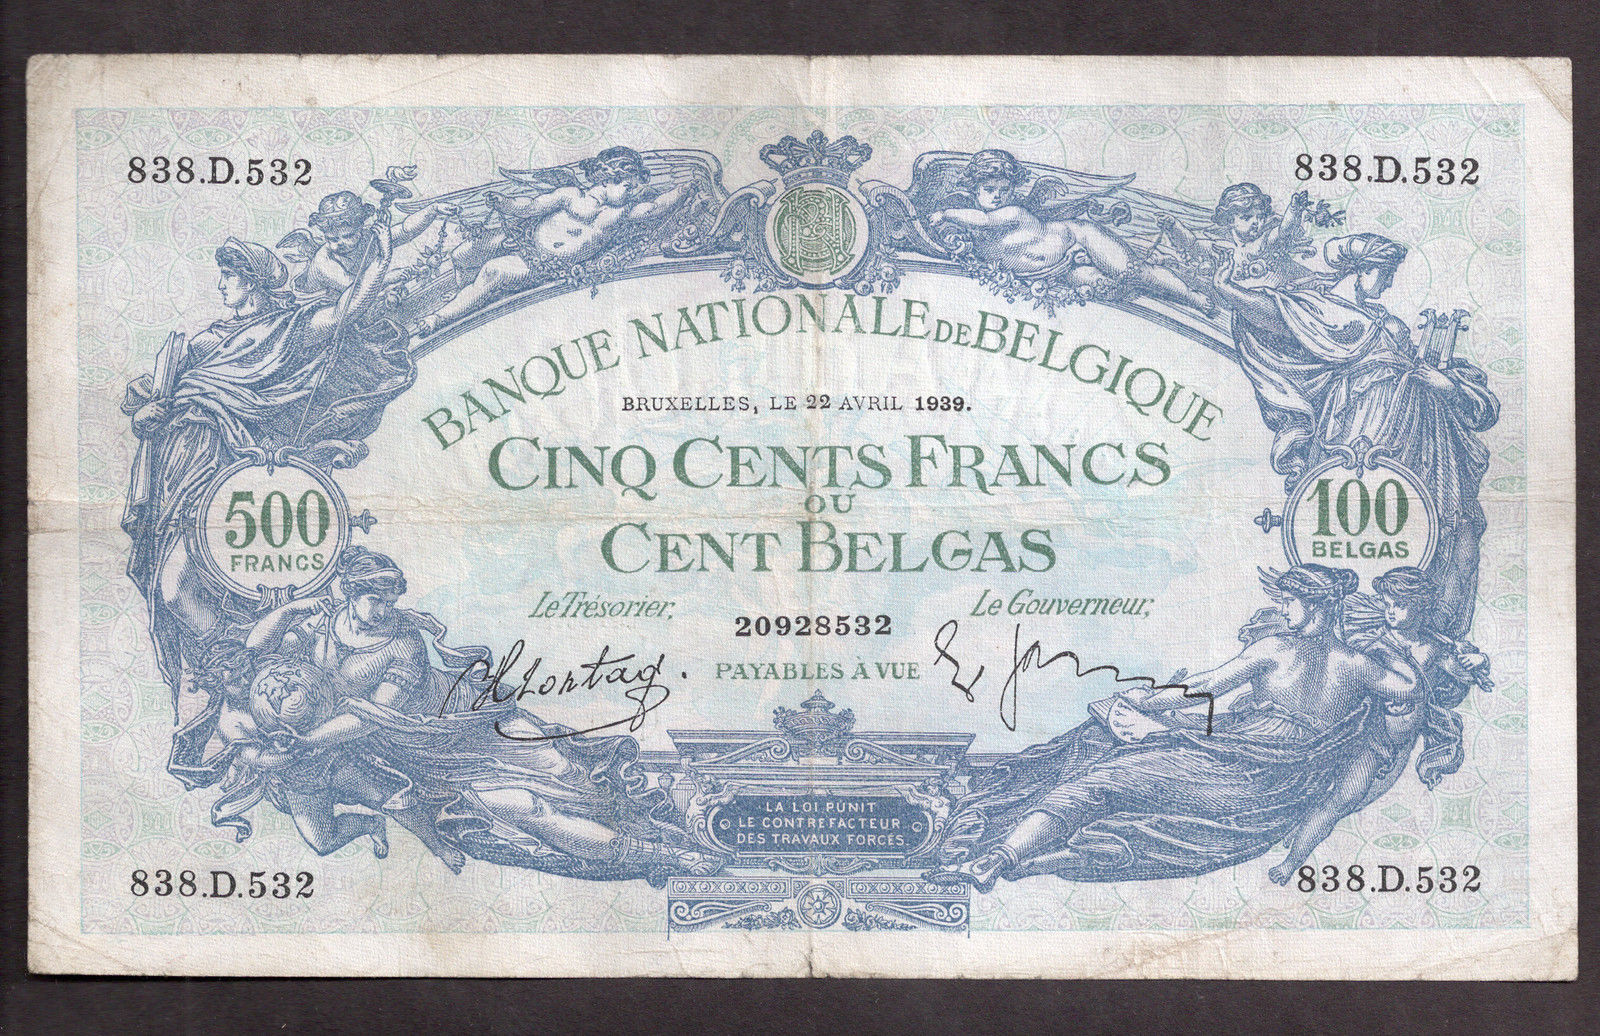 838.D.532
838.D.532
BANQUE NATIONALE DE BELGIQUE
BRUXELLES, LE 22 AVRIL 1939.
CINQ CENTS FRANCS
OU
CENT BELGAS
500
FRANCS
100
BELGAS
Le Trésorier,
Le Gouverneur,
20928532
PAYABLES À VUE
LA LOI PUNIT
LE CONTREFACTEUR
DES TRAVAUX FORCÉS.
838.D.532
838.D.532